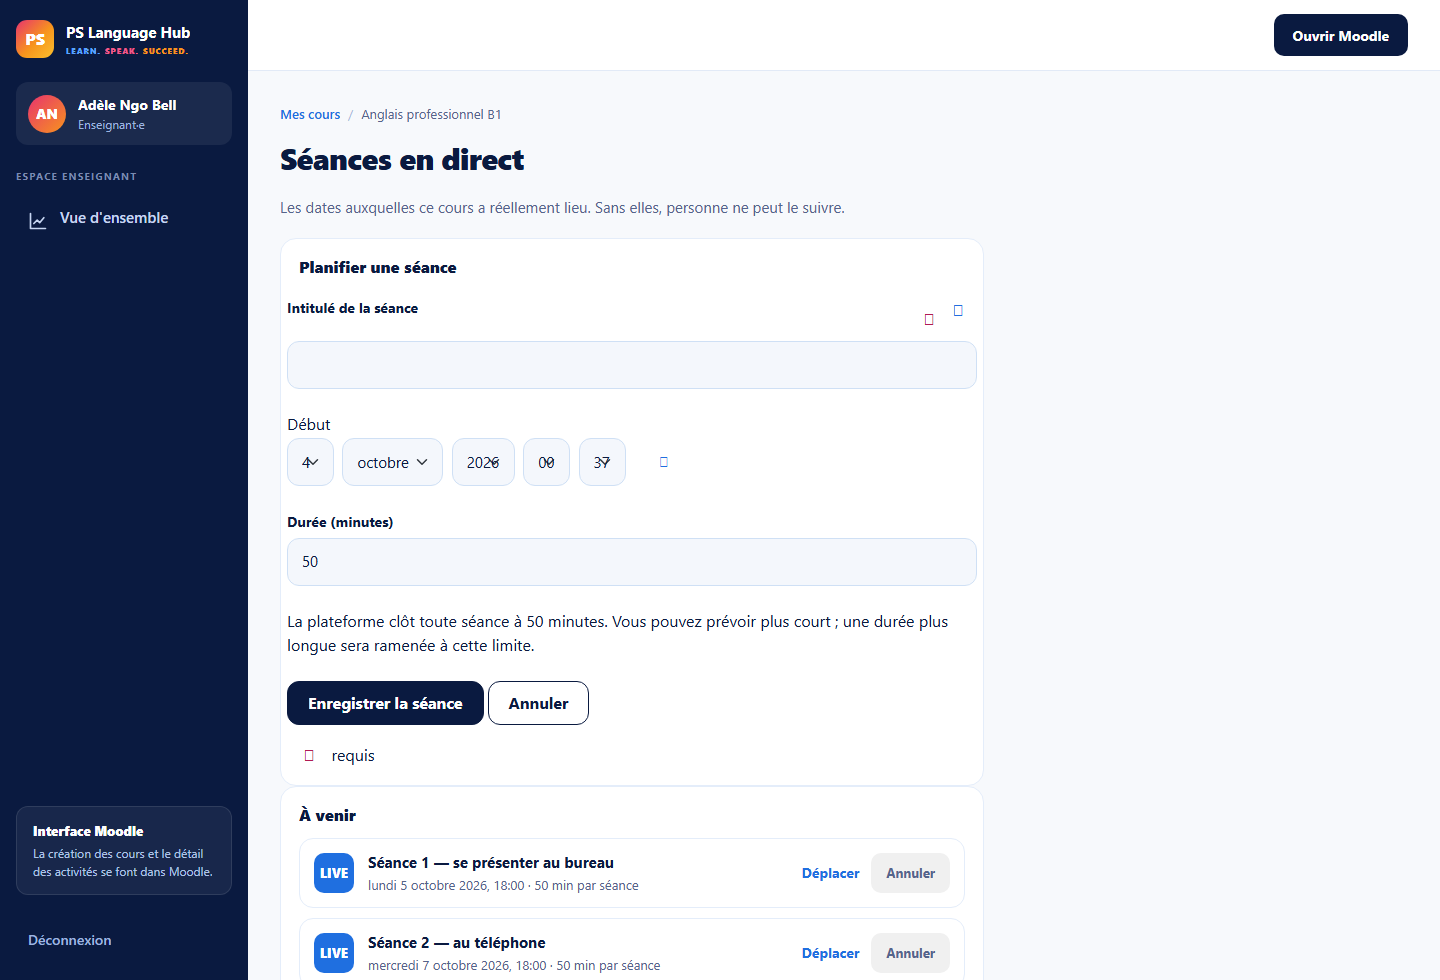 PS
PS Language Hub
LEARN. SPEAK. SUCCEED.
AN
Adèle Ngo Bell
Enseignant·e
ESPACE ENSEIGNANT
Vue d'ensemble
Interface Moodle
La création des cours et le détail
des activités se font dans Moodle.
Déconnexion
Ouvrir Moodle
Mes cours / Anglais professionnel B1
Séances en direct
Les dates auxquelles ce cours a réellement lieu. Sans elles, personne ne peut le suivre.
Planifier une séance
Intitulé de la séance
Début
4 octobre 2026 00 37
Durée (minutes)
50
La plateforme clôt toute séance à 50 minutes. Vous pouvez prévoir plus court ; une durée plus
longue sera ramenée à cette limite.
Enregistrer la séance Annuler
requis
À venir
LIVE
Séance 1 — se présenter au bureau
lundi 5 octobre 2026, 18:00 · 50 min par séance
Déplacer Annuler
LIVE
Séance 2 — au téléphone
mercredi 7 octobre 2026, 18:00 · 50 min par séance
Déplacer Annuler